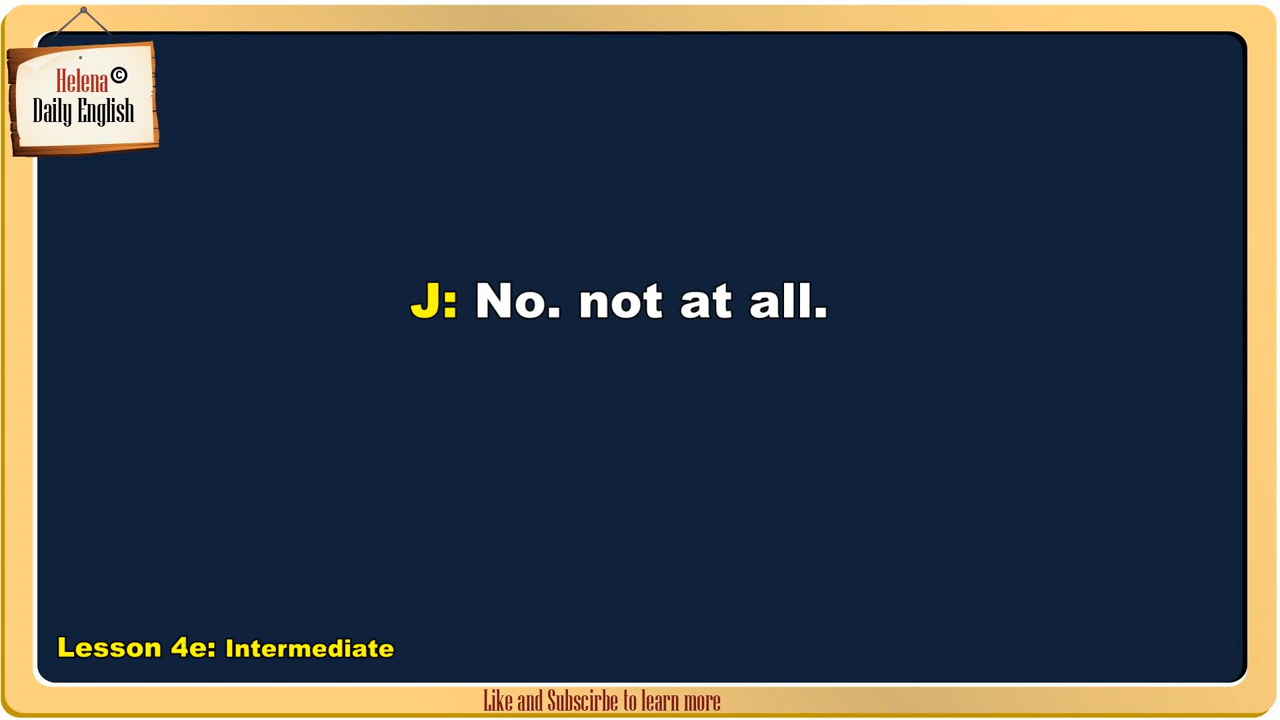 Helena©
Daily English
J: No. not at all.
Lesson 4e: Intermediate
Like and Subscirbe to learn more